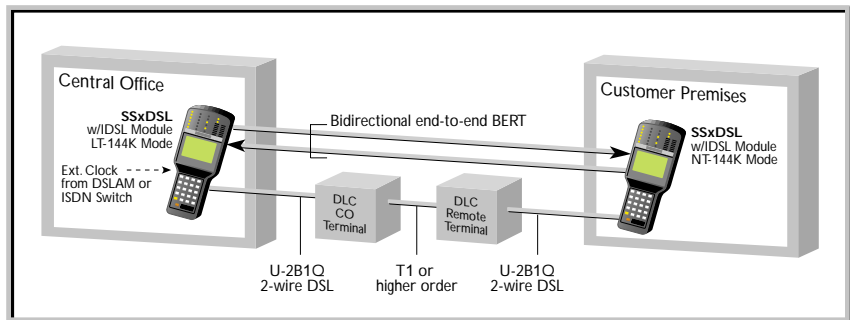 Central Office
SSxDSL
w/IDSL Module
LT-144K Mode
Ext. Clock
from DSLAM or
ISDN Switch
Bidirectional end-to-end BERT
Customer Premises
SSxDSL
w/IDSL Module
NT-144K Mode
DLC
CO
Terminal
DLC
Remote
Terminal
U-2B1Q
2-wire DSL
T1 or
higher order
U-2B1Q
2-wire DSL